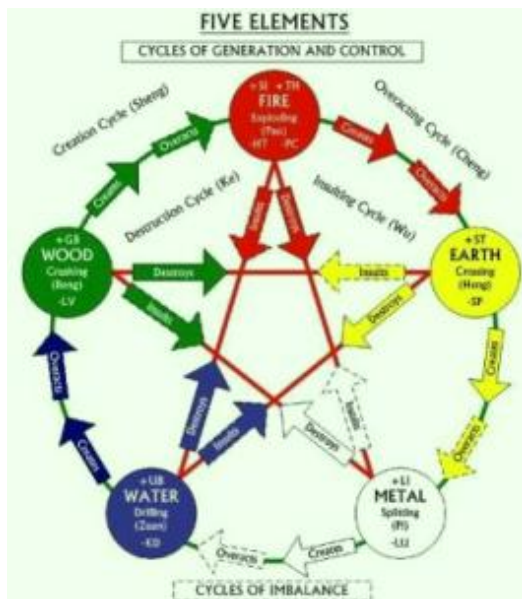 FIVE ELEMENTS
CYCLES OF GENERATION AND CONTROL
Creation Cycle (Sheng)
Overacting Cycle (Cheng)
Destruction Cycle (Ke)
Insulting Cycle (Wu)
+SI +TH
FIRE
Exploding
(Pao)
-HT -PC
Creates
Overacts
Insults
Destroys
+ST
EARTH
Crossing
(Heng)
-SP
Insults
Destroys
Creates
Overacts
+LI
METAL
Splitting
(Pi)
-LU
Insults
Destroys
Creates
Overacts
+UB
WATER
Drilling
(Zuan)
-KD
Destroys
Insults
Creates
Overacts
+GB
WOOD
Crushing
(Beng)
-LV
Destroys
Insults
Creates
Overacts
CYCLES OF IMBALANCE